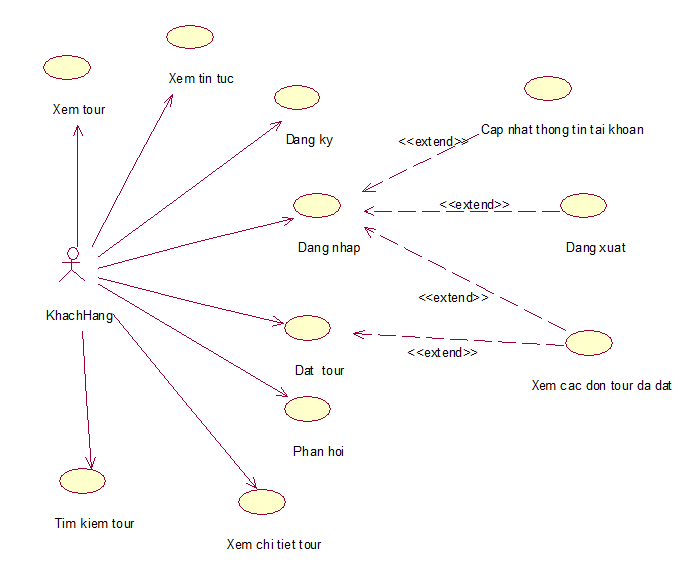 Xem tin tuc
Xem tour
Dang ky
Cap nhat thong tin tai khoan
<<extend>>
<<extend>>
Dang nhap
Dang xuat
<<extend>>
KhachHang
<<extend>>
Dat tour
Xem cac don tour da dat
Phan hoi
Tim kiem tour
Xem chi tiet tour